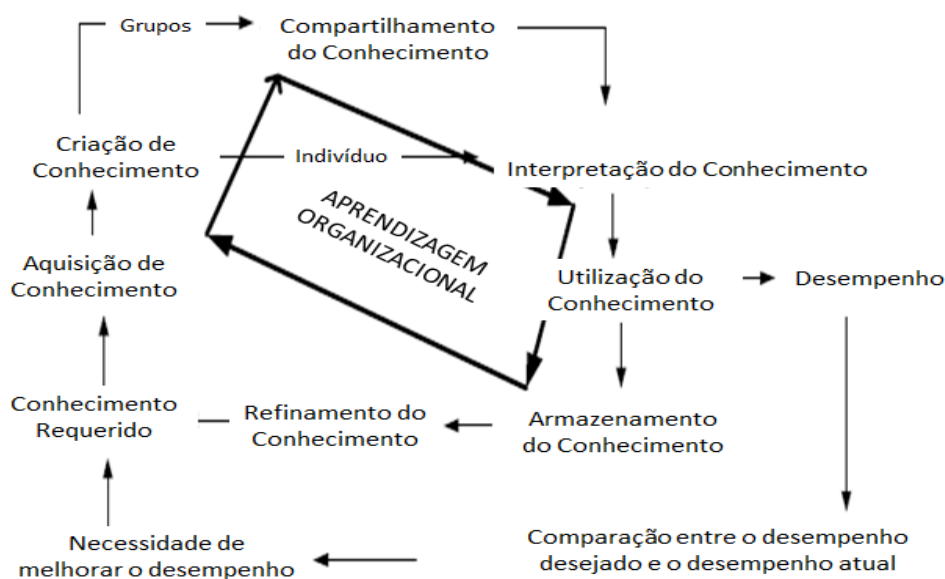 Grupos
Compartilhamento
do Conhecimento
Criação de
Conhecimento
Indivíduo
Interpretação do Conhecimento
APRENDIZAGEM
ORGANIZACIONAL
Aquisição de
Conhecimento
Utilização do
Conhecimento
Desempenho
Conhecimento
Requerido
Refinamento do
Conhecimento
Armazenamento
do Conhecimento
Necessidade de
melhorar o desempenho
Comparação entre o desempenho
desejado e o desempenho atual